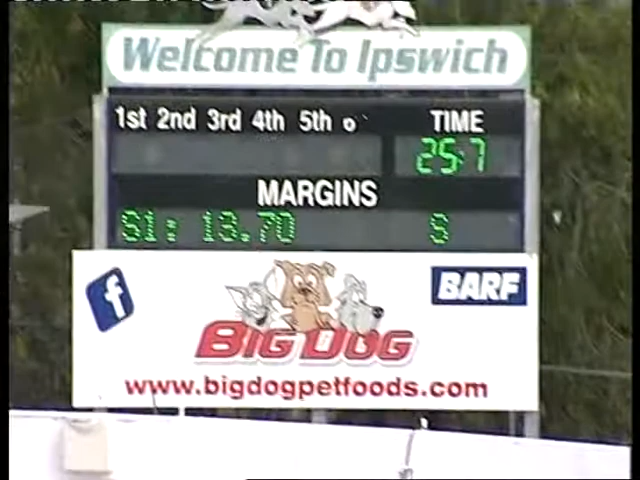 Welcome To Ipswich
1st 2nd 3rd 4th 5th TIME
25.7
MARGINS
S1: 13.70 S
f BARF
BIG DOG
www.bigdogpetfoods.com